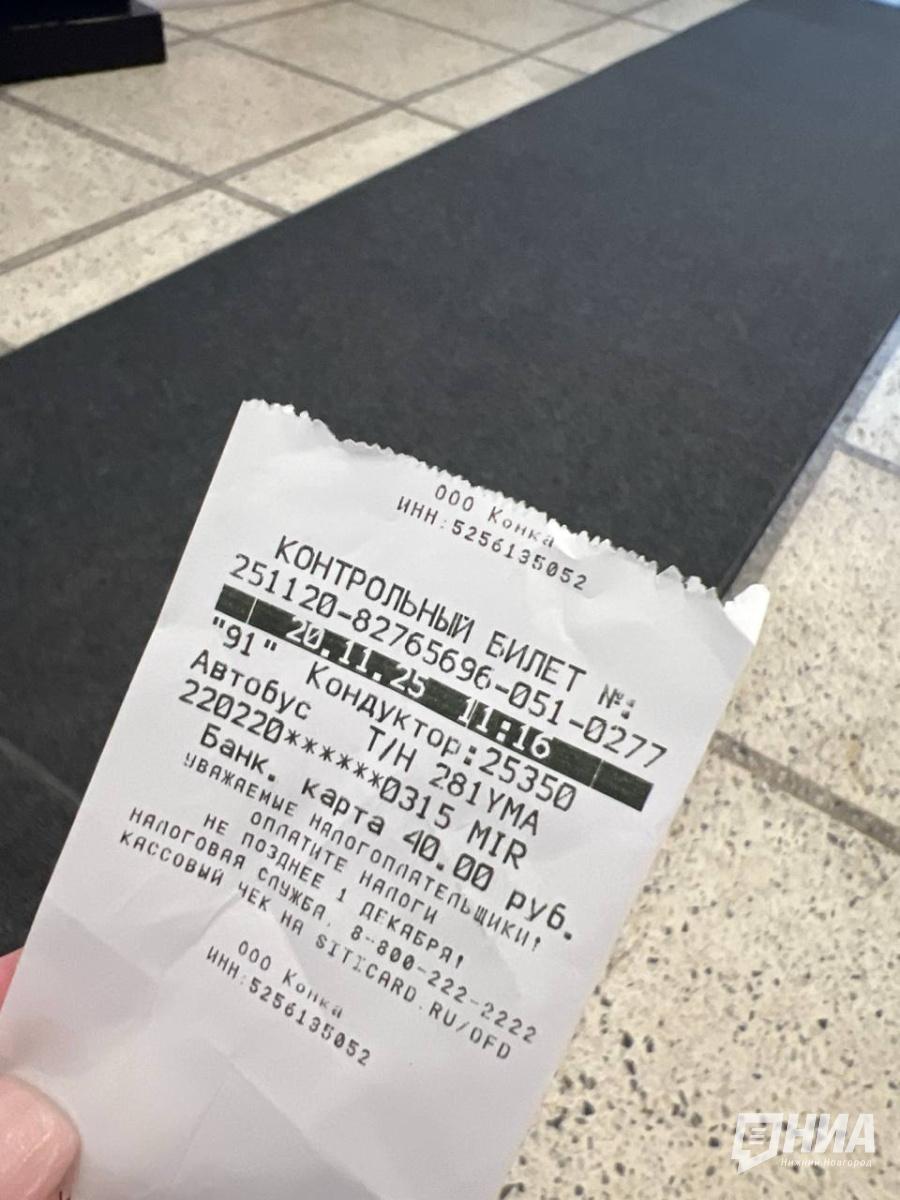 ООО Конка
ИНН:5256135052
КОНТРОЛЬНЫЙ БИЛЕТ №:
251120-82765696-051-0277
20.11.25 11:16
"91" Кондуктор:25350
Автобус Т/Н 281УМА
220220******0315 MIR
Банк. карта 40.00 руб.
УВАЖАЕМЫЕ НАЛОГОПЛАТЕЛЬЩИКИ!
ОПЛАТИТЕ НАЛОГИ
НЕ ПОЗДНЕЕ 1 ДЕКАБРЯ!
НАЛОГОВАЯ СЛУЖБА, 8-800-222-2222
КАССОВЫЙ ЧЕК НА SITICARD.RU/OFD
ООО Конка
ИНН:5256135052
НИА
Нижний Новгород